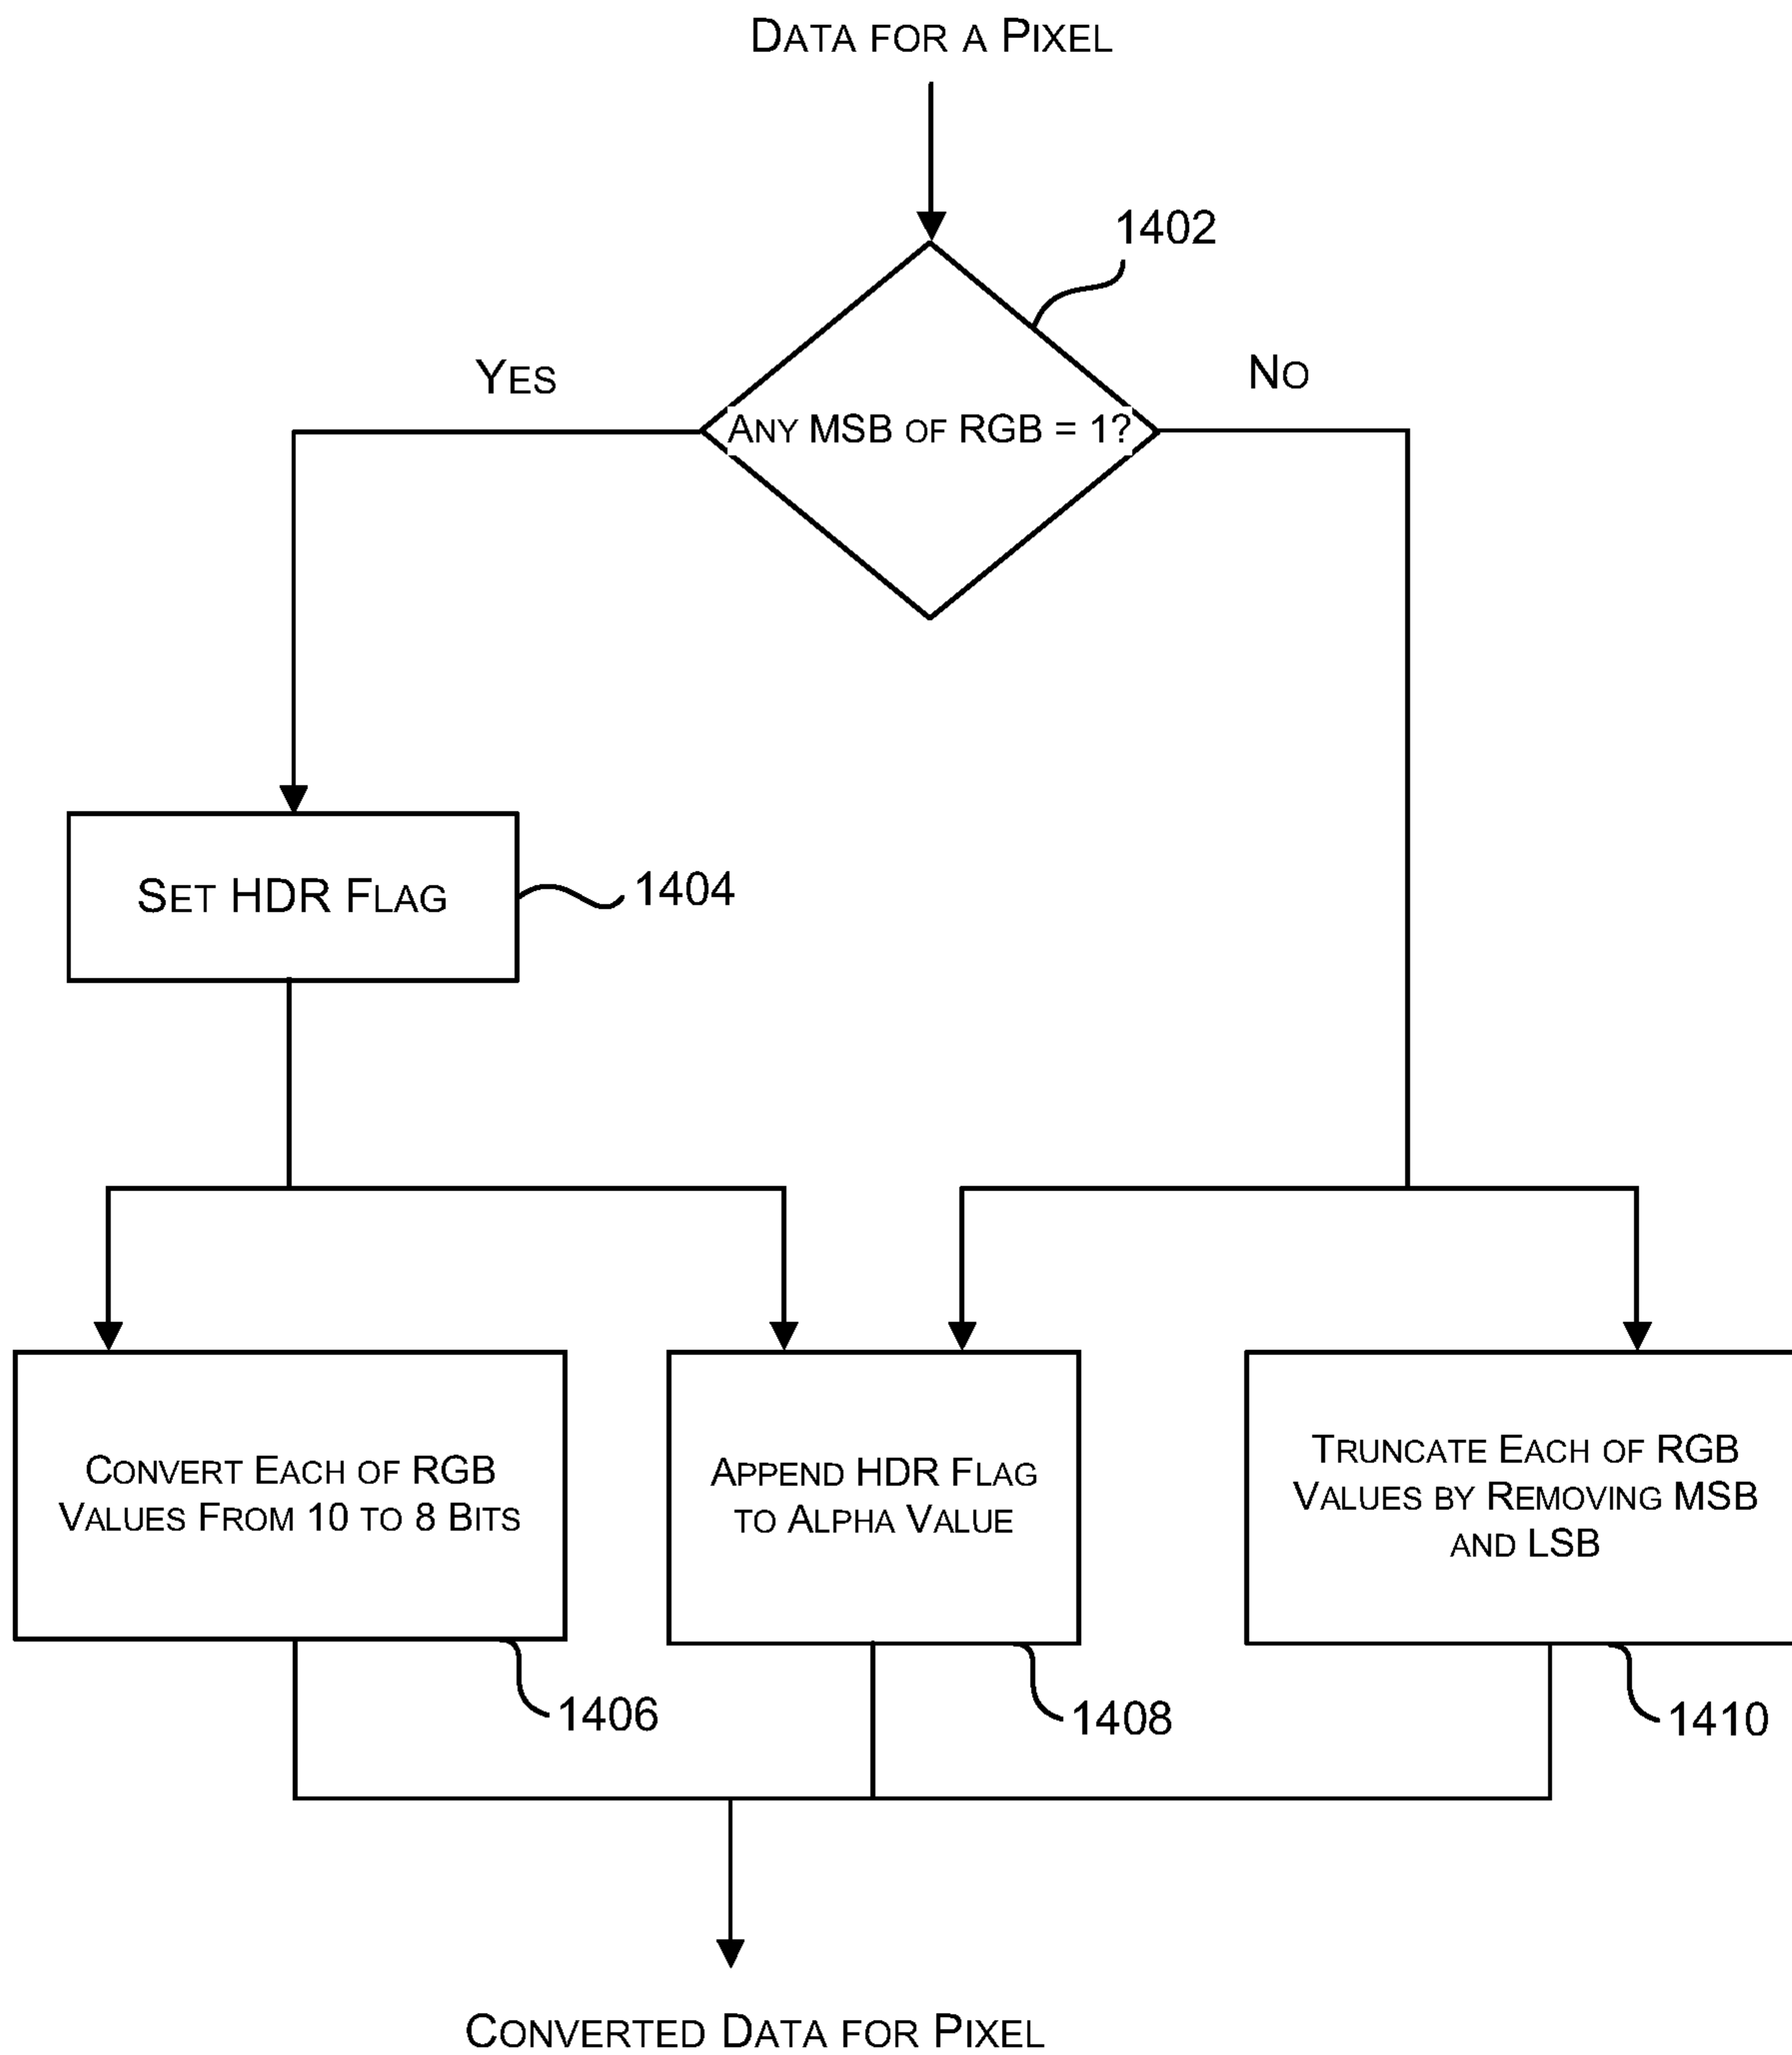 DATA FOR A PIXEL
1402
YES
NO
ANY MSB OF RGB = 1?
SET HDR FLAG
1404
CONVERT EACH OF RGB
VALUES FROM 10 TO 8 BITS
APPEND HDR FLAG
TO ALPHA VALUE
TRUNCATE EACH OF RGB
VALUES BY REMOVING MSB
AND LSB
1406
1408
1410
CONVERTED DATA FOR PIXEL